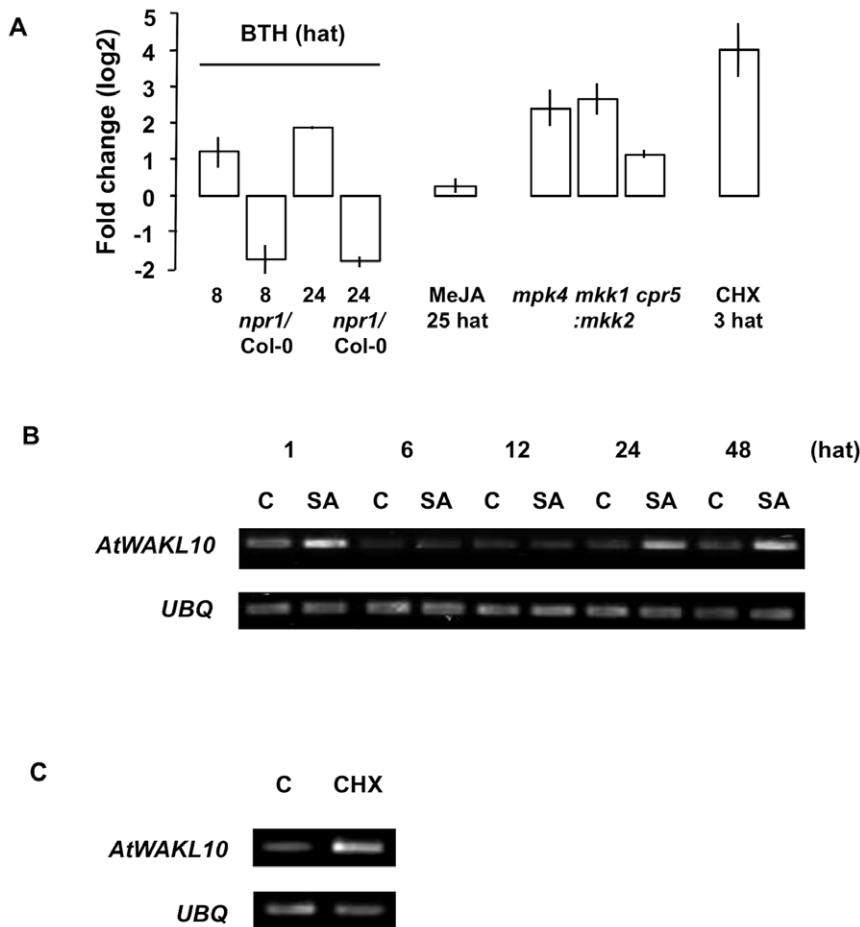 A
Fold change (log2)
5
4
3
2
1
0
-1
-2
BTH (hat)
8 8 24 24 MeJA mpk4 mkk1 cpr5 CHX
npr1/ npr1/ 25 hat :mkk2 3 hat
Col-0 Col-0
B
1 6 12 24 48 (hat)
C SA C SA C SA C SA C SA
AtWAKL10
UBQ
C
C CHX
AtWAKL10
UBQ